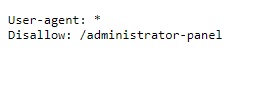 User-agent: *
Disallow: /administrator-panel